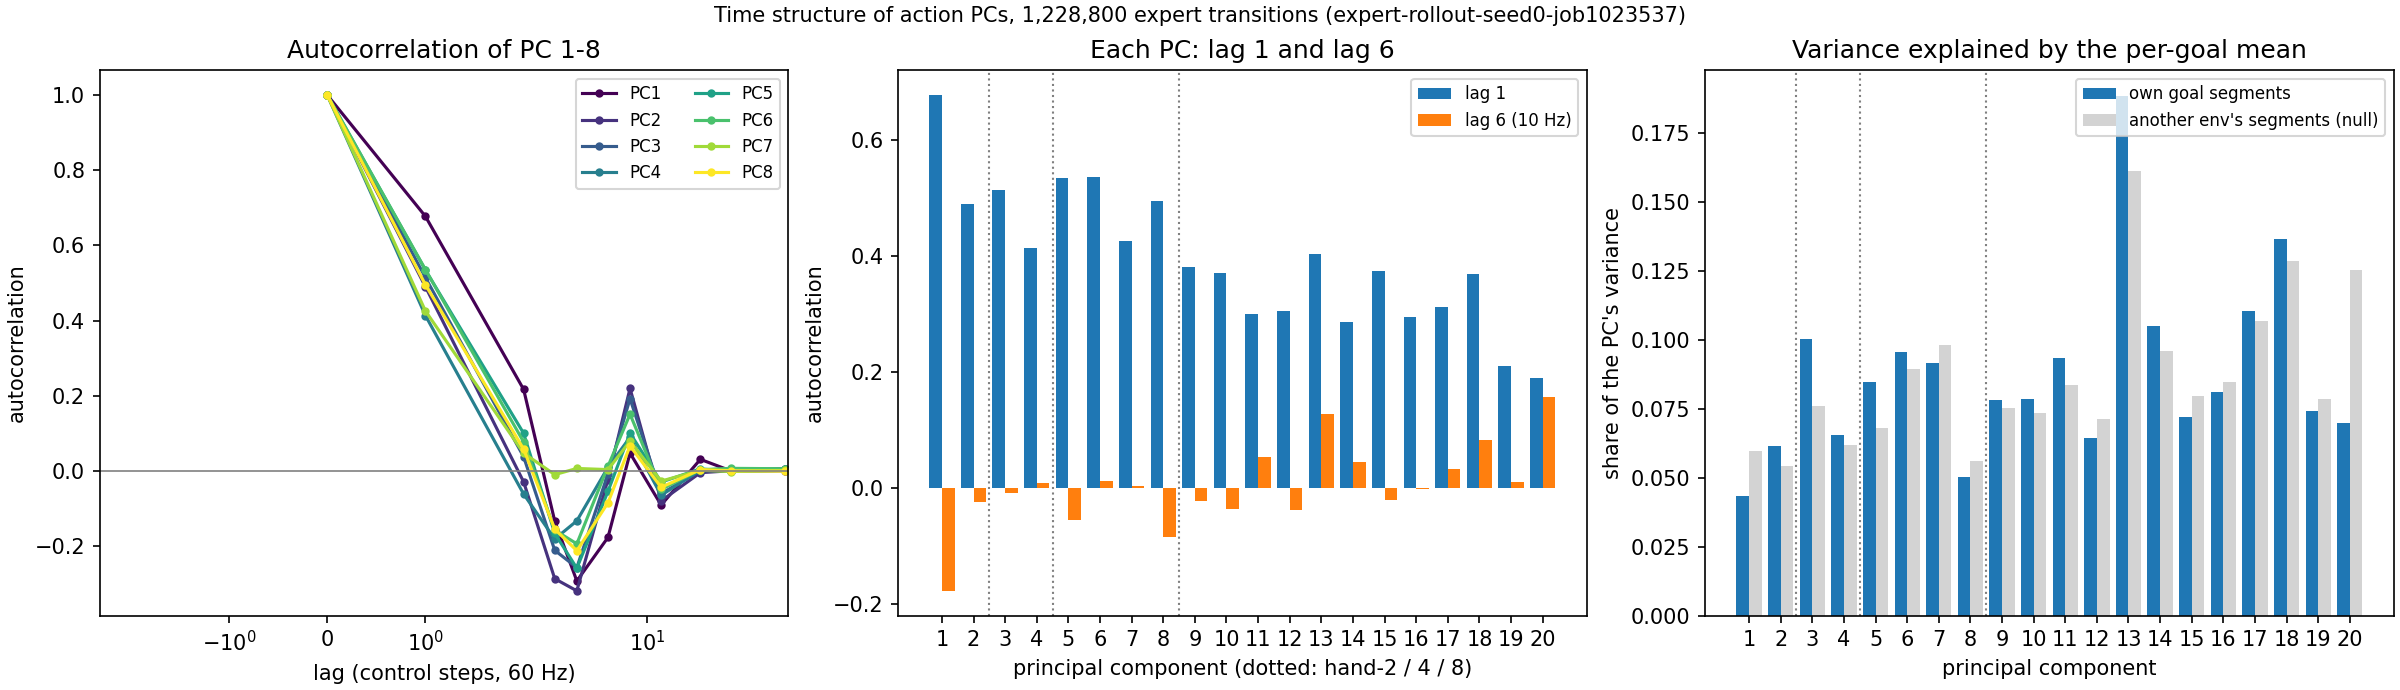 Time structure of action PCs, 1,228,800 expert transitions (expert-rollout-seed0-job1023537)
Autocorrelation of PC 1-8
1.0
0.8
0.6
0.4
0.2
0.0
−0.2
autocorrelation
−10⁰
0
10⁰
10¹
lag (control steps, 60 Hz)
PC1
PC2
PC3
PC4
PC5
PC6
PC7
PC8
Each PC: lag 1 and lag 6
0.6
0.4
0.2
0.0
−0.2
autocorrelation
1 2 3 4 5 6 7 8 9 10 11 12 13 14 15 16 17 18 19 20
principal component (dotted: hand-2 / 4 / 8)
lag 1
lag 6 (10 Hz)
Variance explained by the per-goal mean
0.175
0.150
0.125
0.100
0.075
0.050
0.025
0.000
share of the PC's variance
1 2 3 4 5 6 7 8 9 10 11 12 13 14 15 16 17 18 19 20
principal component
own goal segments
another env's segments (null)